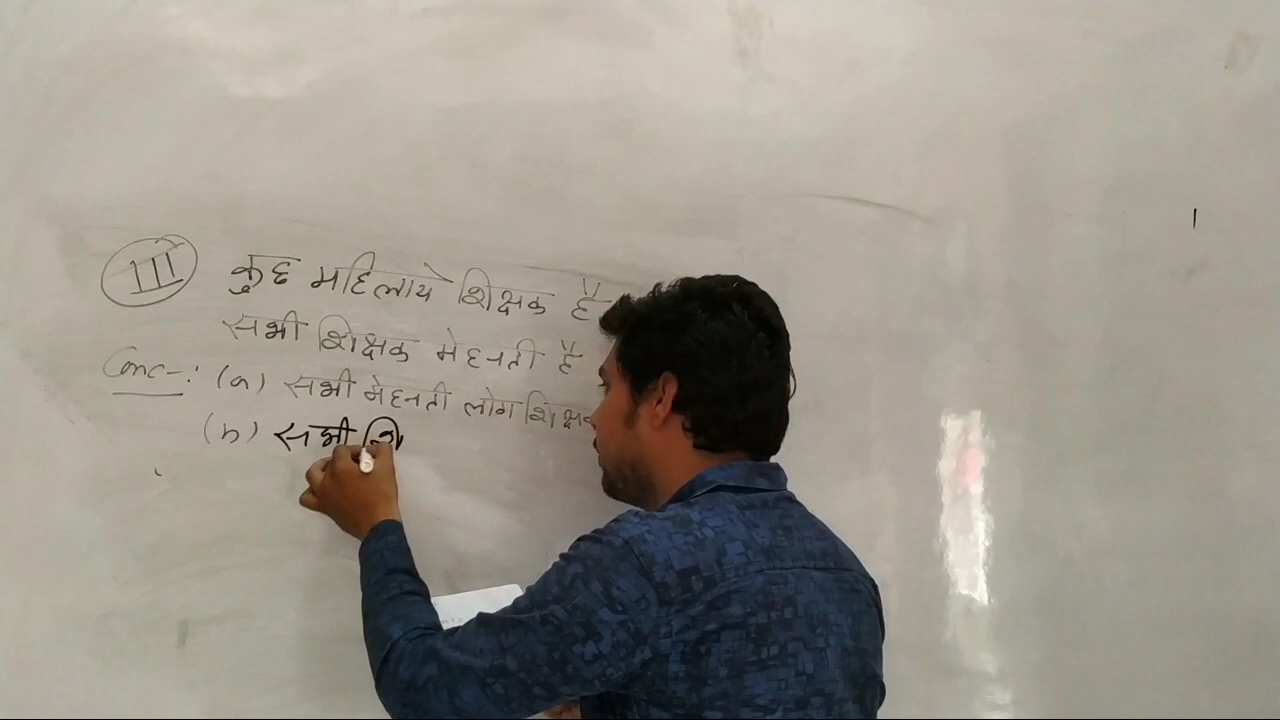 III कुछ महिलाये शिक्षक हैं
सभी शिक्षक मेहनती हैं
Conc-: (a) सभी मेहनती लोग शिक्षक
(b) सभी शि